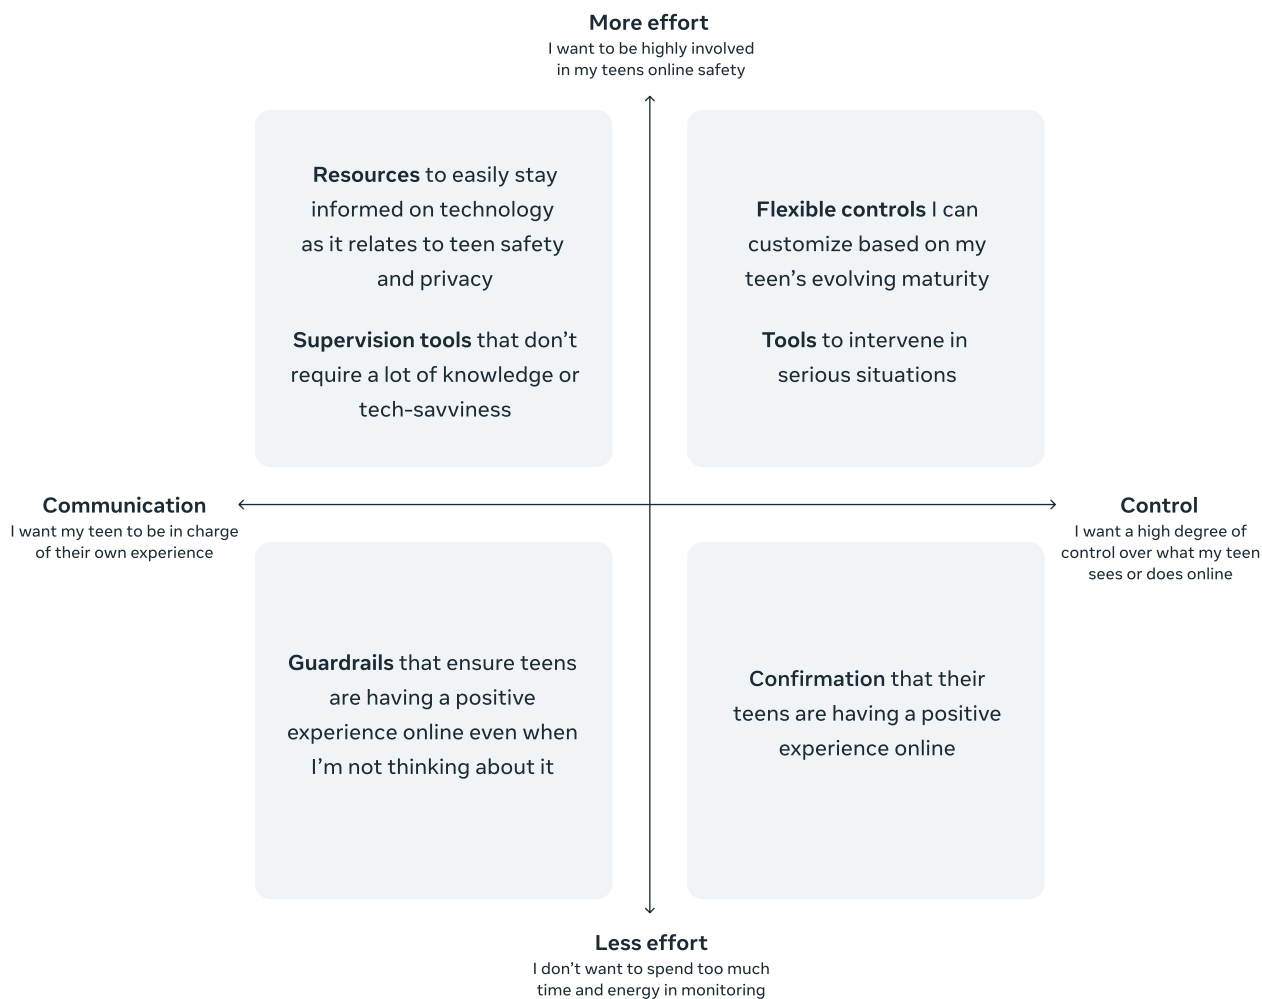 More effort
I want to be highly involved
in my teens online safety
Resources to easily stay
informed on technology
as it relates to teen safety
and privacy
Supervision tools that don’t
require a lot of knowledge or
tech-savviness
Flexible controls I can
customize based on my
teen’s evolving maturity
Tools to intervene in
serious situations
Communication
I want my teen to be in charge
of their own experience
Control
I want a high degree of
control over what my teen
sees or does online
Guardrails that ensure teens
are having a positive
experience online even when
I’m not thinking about it
Confirmation that their
teens are having a positive
experience online
Less effort
I don’t want to spend too much
time and energy in monitoring